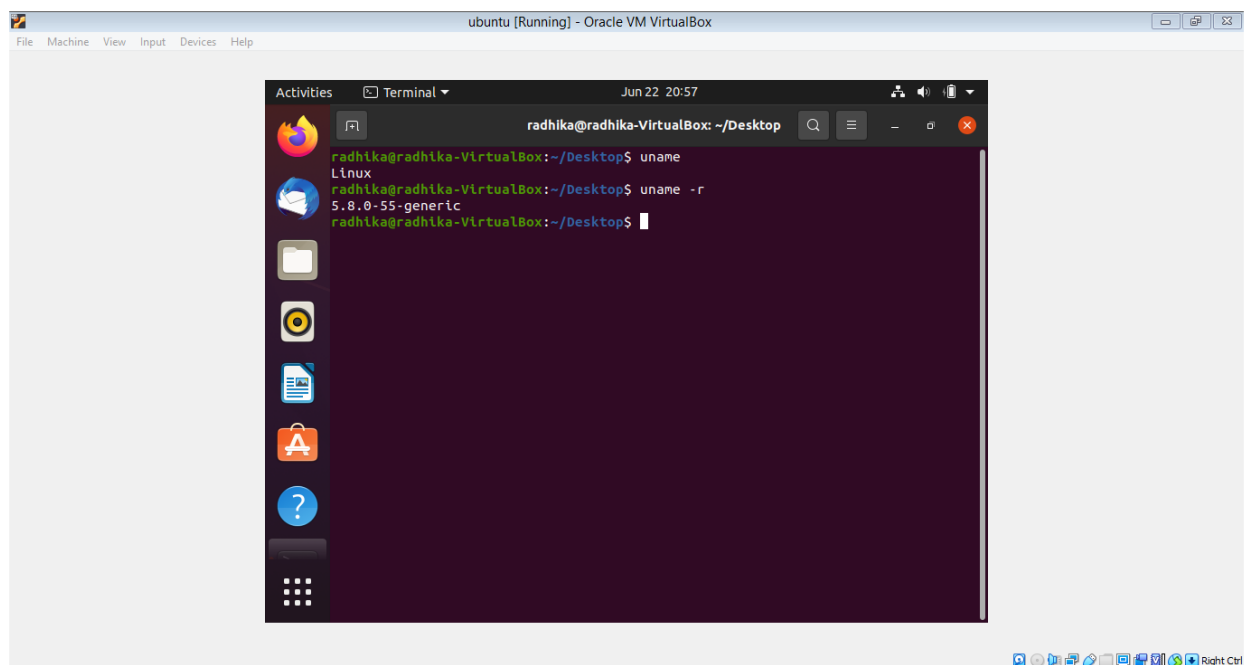 ubuntu [Running] - Oracle VM VirtualBox
File Machine View Input Devices Help
Activities Terminal Jun 22 20:57
radhika@radhika-VirtualBox: ~/Desktop
radhika@radhika-VirtualBox:~/Desktop$ uname
Linux
radhika@radhika-VirtualBox:~/Desktop$ uname -r
5.8.0-55-generic
radhika@radhika-VirtualBox:~/Desktop$
Right Ctrl